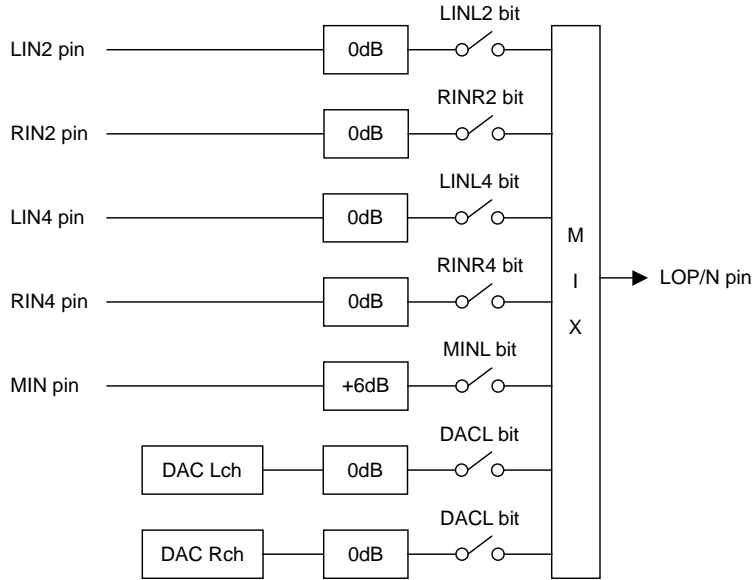 LINL2 bit
LIN2 pin
0dB
RINR2 bit
RIN2 pin
0dB
LINL4 bit
LIN4 pin
0dB
M
I
X
LOP/N pin
RINR4 bit
RIN4 pin
0dB
MINL bit
MIN pin
+6dB
DACL bit
DAC Lch
0dB
DACL bit
DAC Rch
0dB